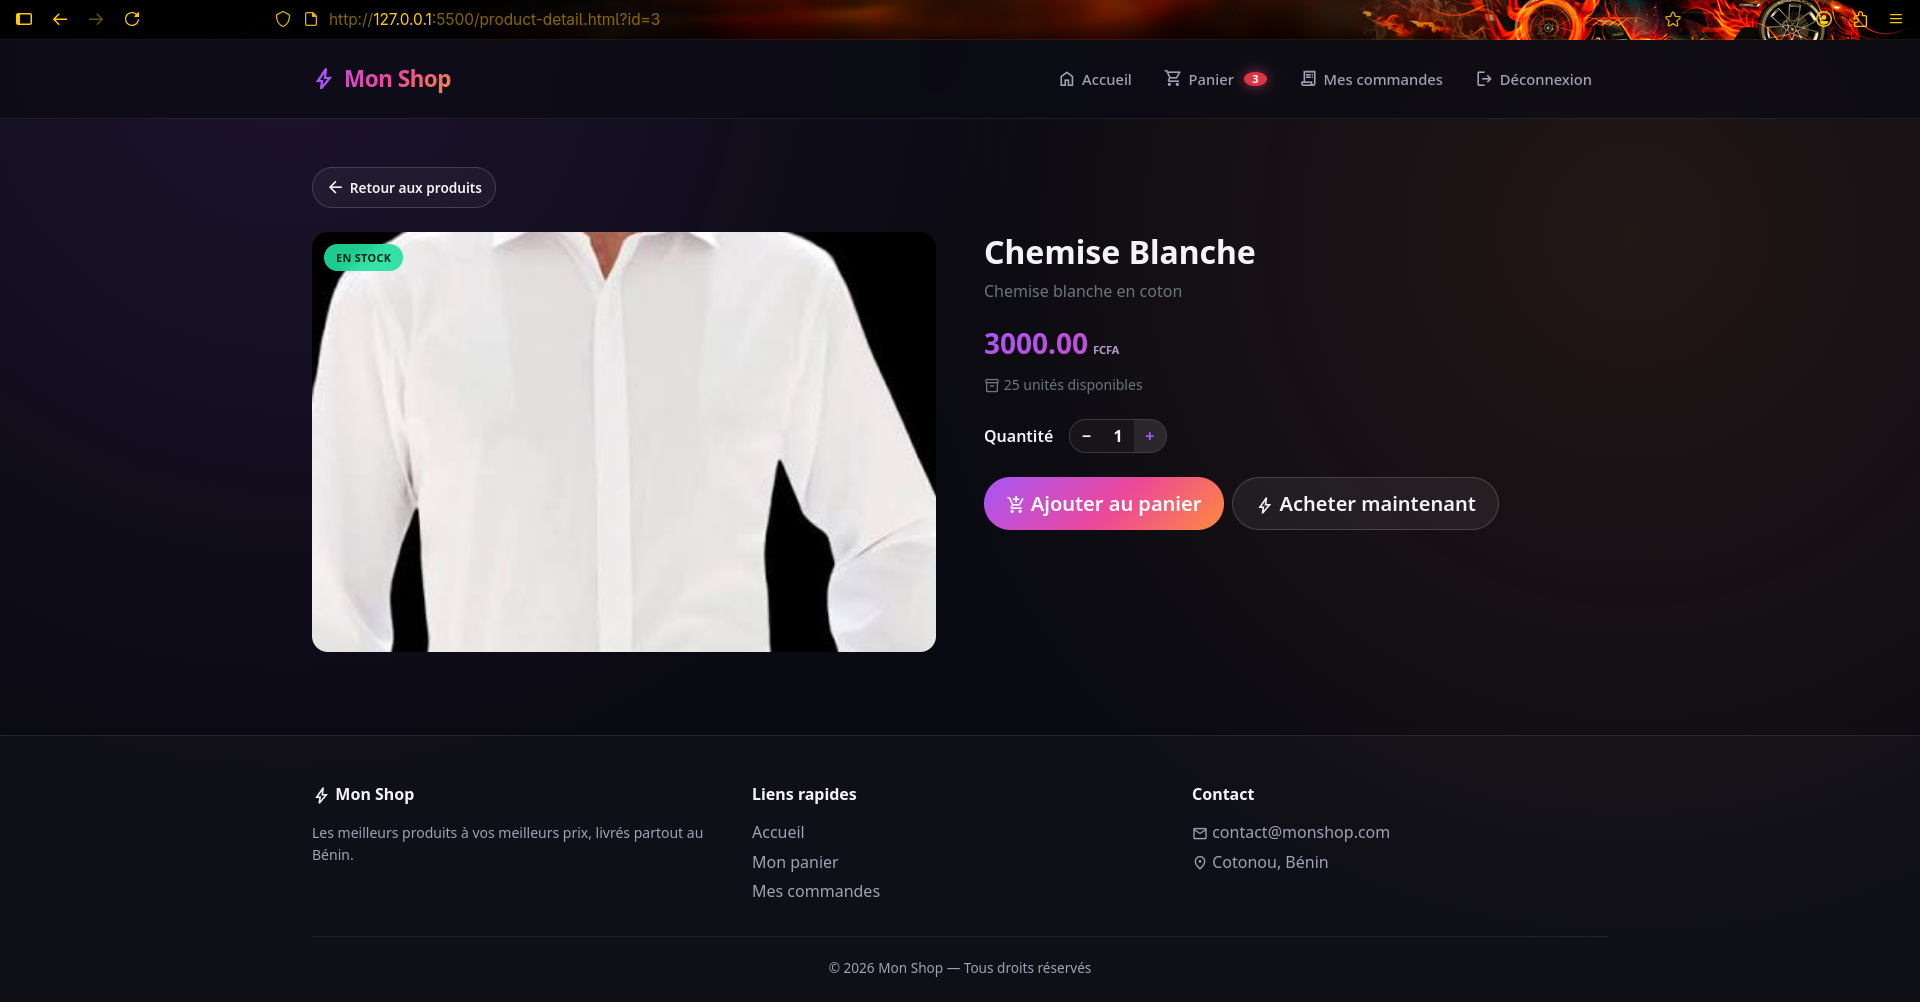 http://127.0.0.1:5500/product-detail.html?id=3
Mon Shop
Accueil
Panier 3
Mes commandes
Déconnexion
Retour aux produits
EN STOCK
Chemise Blanche
Chemise blanche en coton
3000.00 FCFA
25 unités disponibles
Quantité − 1 +
Ajouter au panier
Acheter maintenant
Mon Shop
Les meilleurs produits à vos meilleurs prix, livrés partout au
Bénin.
Liens rapides
Accueil
Mon panier
Mes commandes
Contact
contact@monshop.com
Cotonou, Bénin
© 2026 Mon Shop — Tous droits réservés